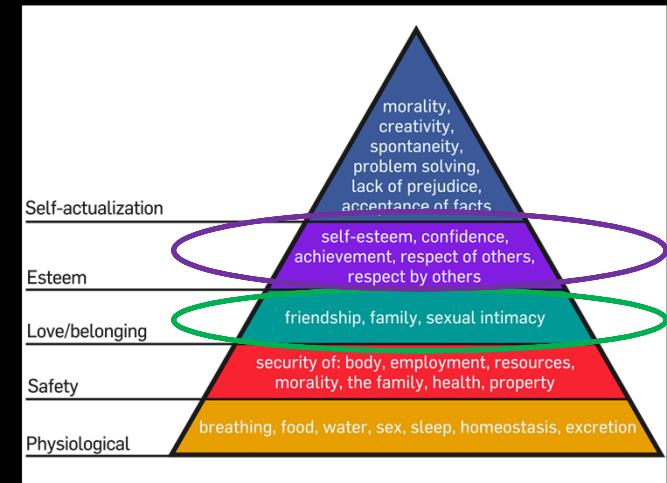 morality,
creativity,
spontaneity,
problem solving,
lack of prejudice,
acceptance of facts
Self-actualization
self-esteem, confidence,
achievement, respect of others,
respect by others
Esteem
friendship, family, sexual intimacy
Love/belonging
security of: body, employment, resources,
morality, the family, health, property
Safety
breathing, food, water, sex, sleep, homeostasis, excretion
Physiological